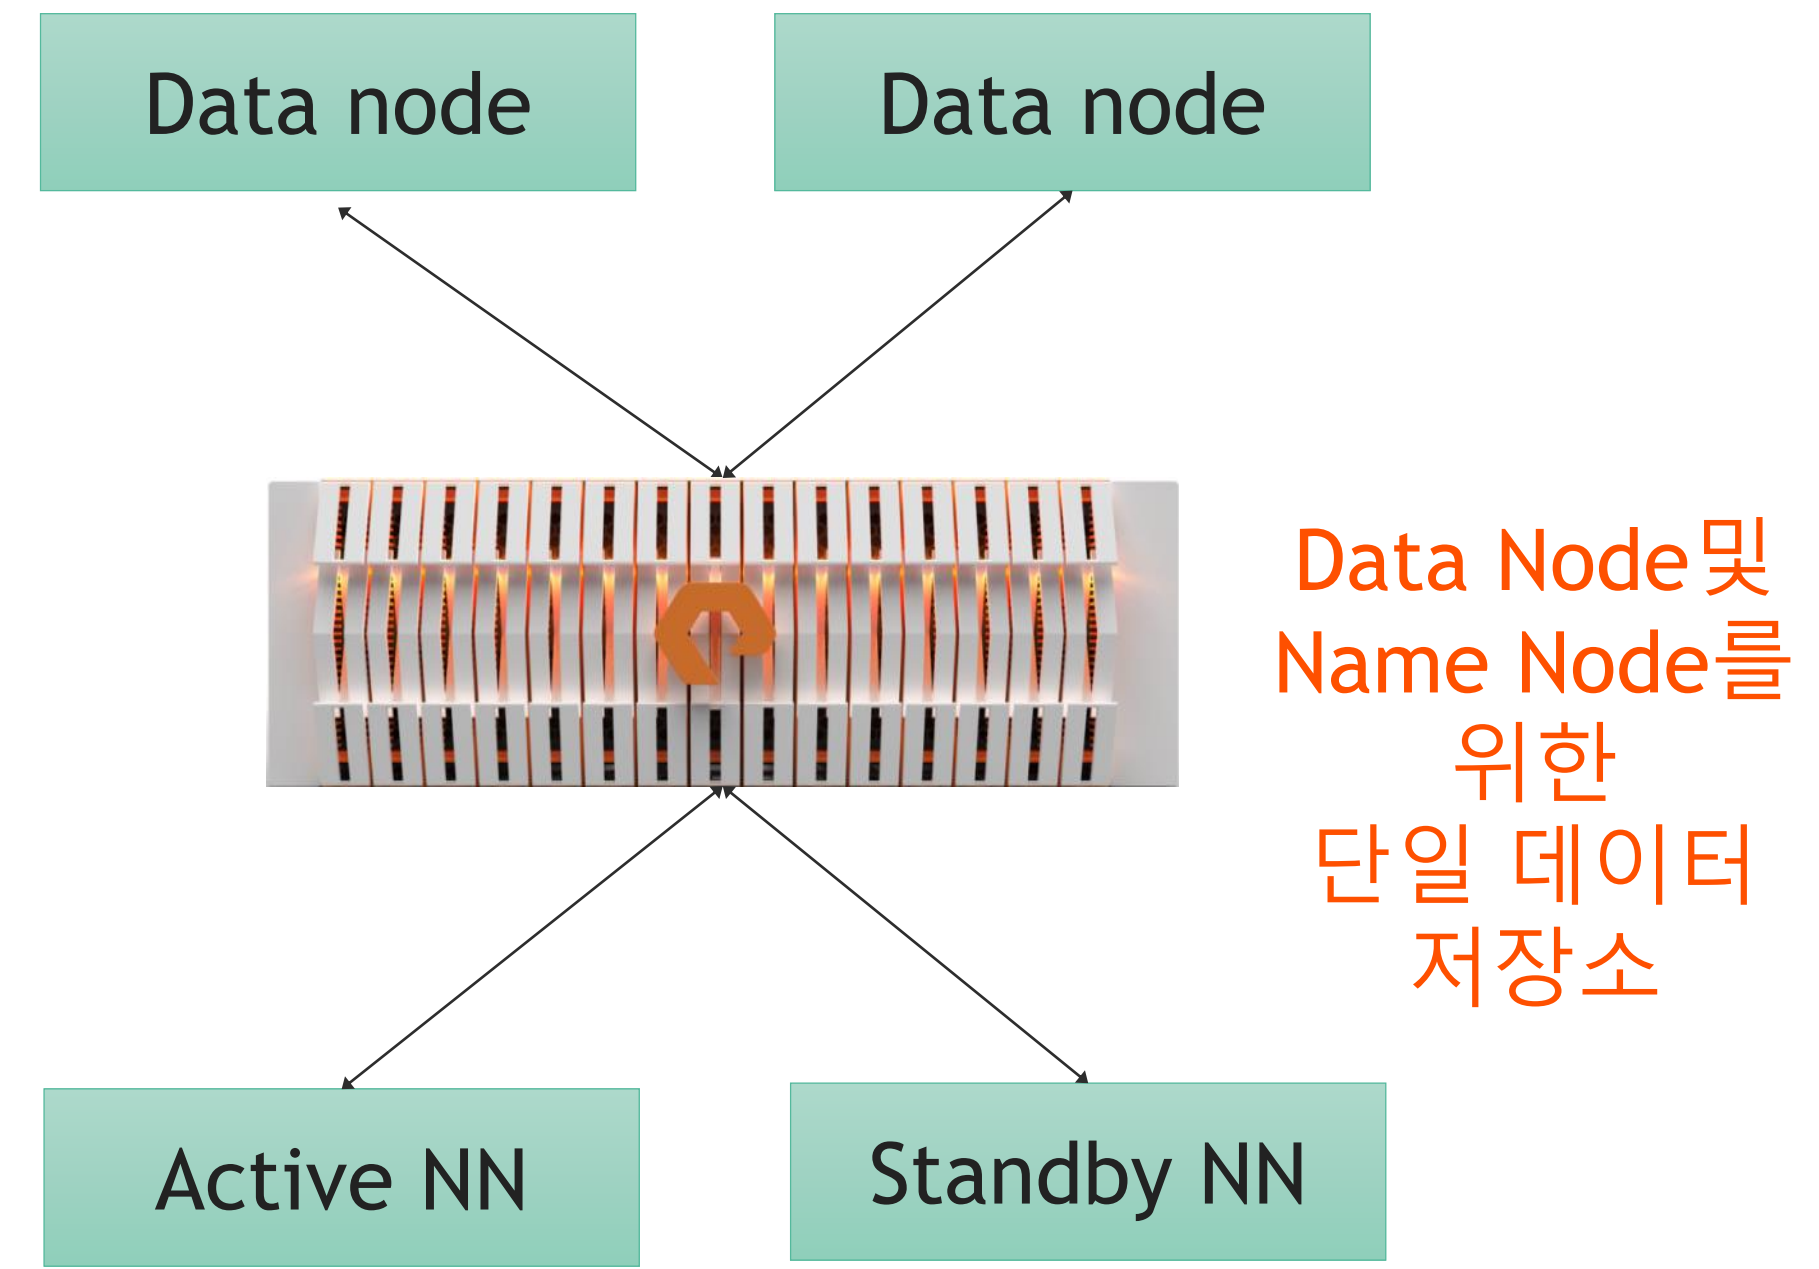 Data node
Data node
Data Node및
Name Node를
위한
단일 데이터
저장소
Active NN
Standby NN